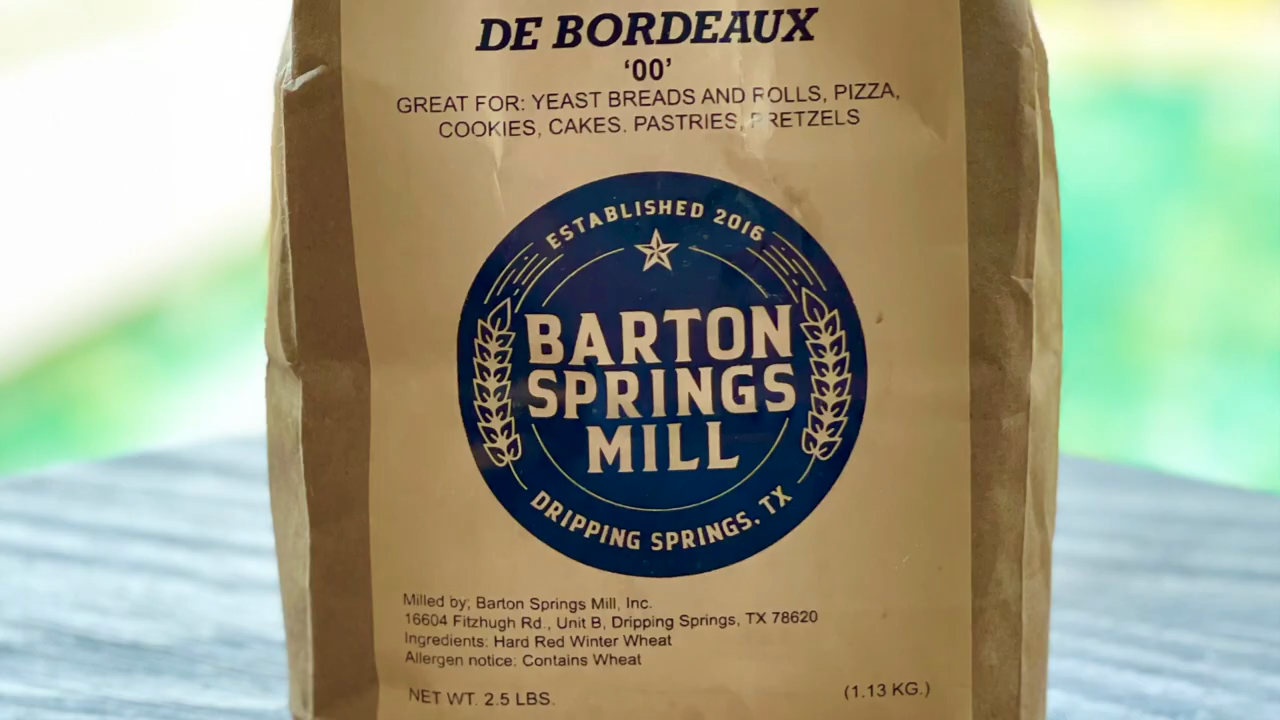 DE BORDEAUX
‘00’
GREAT FOR: YEAST BREADS AND ROLLS, PIZZA,
COOKIES, CAKES. PASTRIES, PRETZELS
ESTABLISHED 2016
BARTON
SPRINGS
MILL
DRIPPING SPRINGS, TX
Milled by; Barton Springs Mill, Inc.
16604 Fitzhugh Rd., Unit B, Dripping Springs, TX 78620
Ingredients: Hard Red Winter Wheat
Allergen notice: Contains Wheat
NET WT. 2.5 LBS. (1.13 KG.)